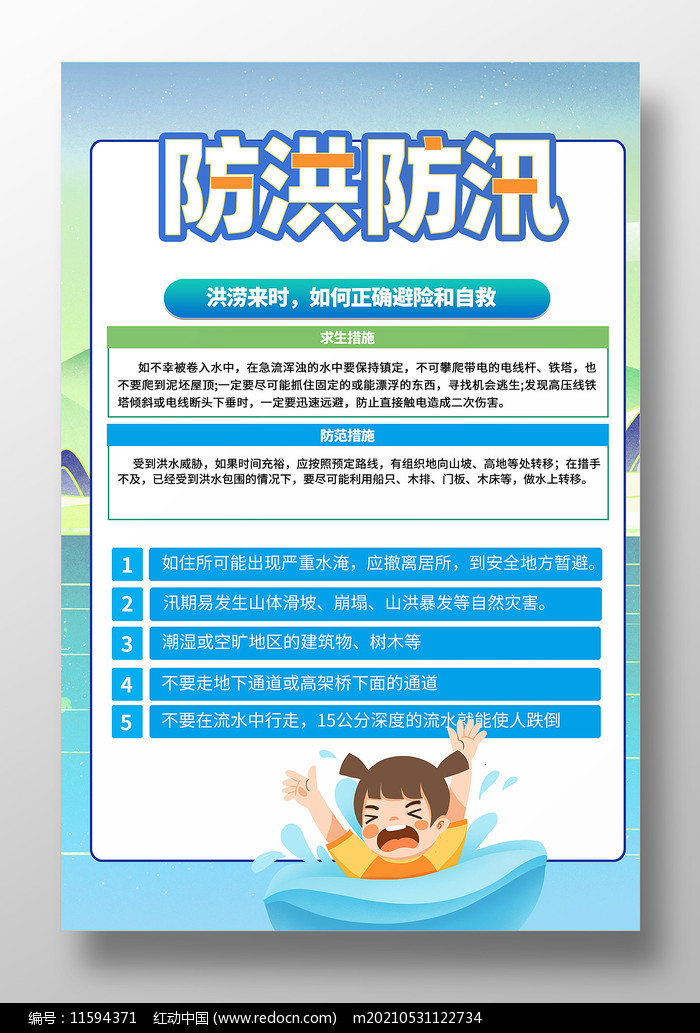 防洪防汛
洪涝来时，如何正确避险和自救
求生措施
如不幸被卷入水中，在急流浑浊的水中要保持镇定，不可攀爬带电的电线杆、铁塔，也
不要爬到泥坯屋顶;一定要尽可能抓住固定的或能漂浮的东西，寻找机会逃生;发现高压线铁
塔倾斜或电线断头下垂时，一定要迅速远避，防止直接触电造成二次伤害。
防范措施
受到洪水威胁，如果时间充裕，应按照预定路线，有组织地向山坡、高地等处转移；在措手
不及，已经受到洪水包围的情况下，要尽可能利用船只、木排、门板、木床等，做水上转移。
1 如住所可能出现严重水淹，应撤离居所，到安全地方暂避。
2 汛期易发生山体滑坡、崩塌、山洪暴发等自然灾害。
3 潮湿或空旷地区的建筑物、树木等
4 不要走地下通道或高架桥下面的通道
5 不要在流水中行走，15公分深度的流水就能使人跌倒
编号：11594371 红动中国 (www.redocn.com) m20210531122734